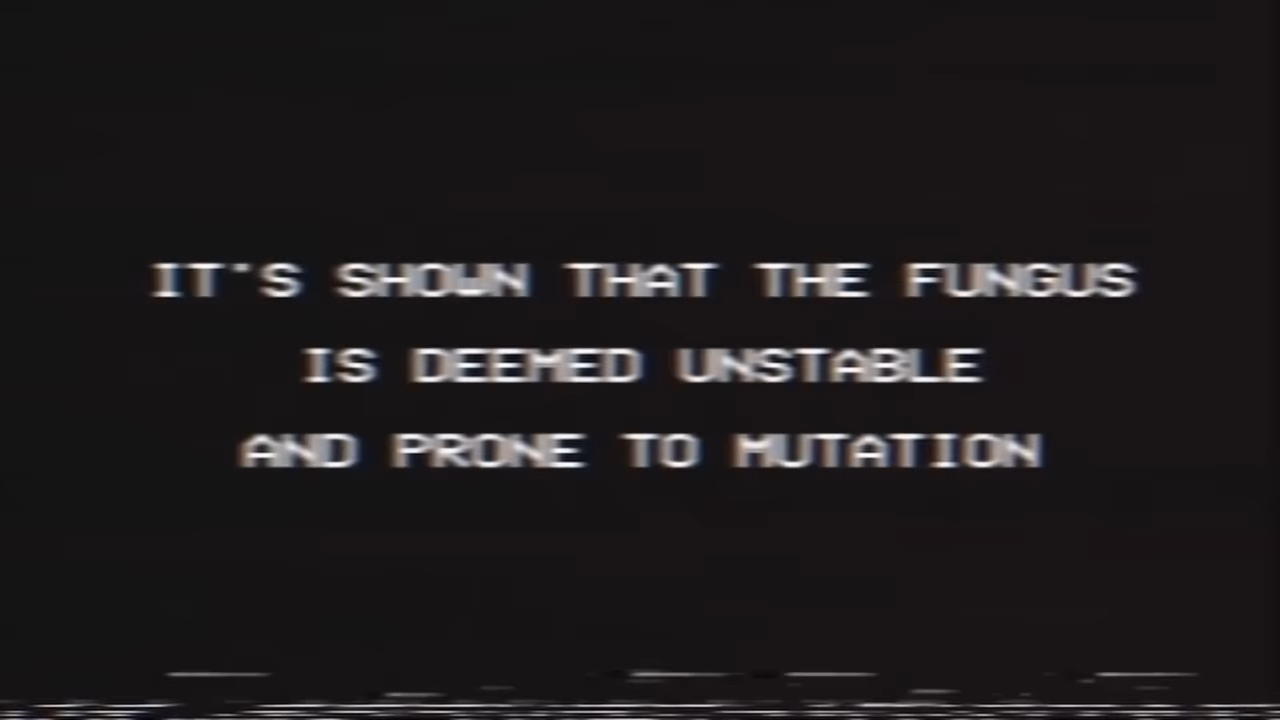 IT'S SHOWN THAT THE FUNGUS
IS DEEMED UNSTABLE
AND PRONE TO MUTATION